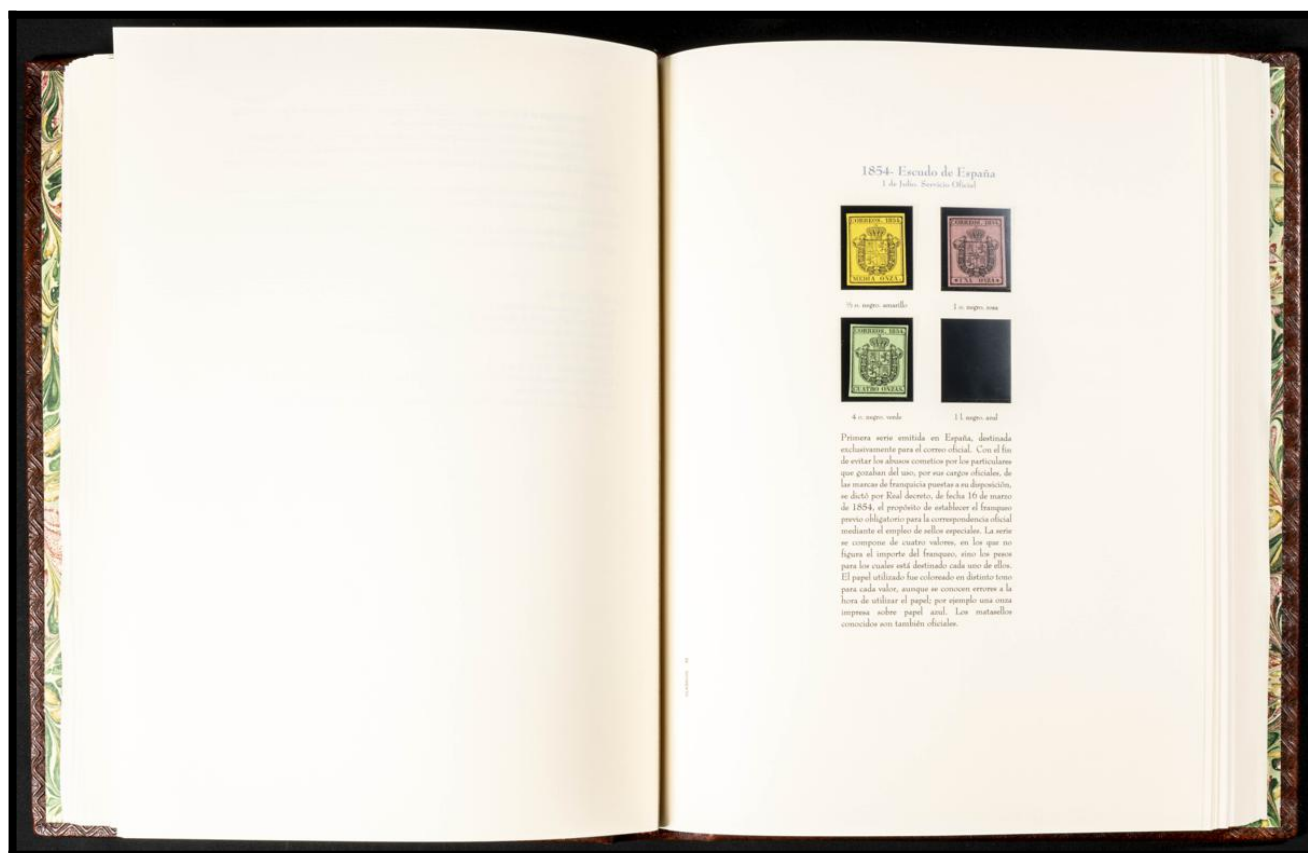 1854- Escudo de España
1 de Julio. Servicio Oficial
CORREOS. 1854
MEDIA ONZA.
CORREOS. 1854
UNA ONZA
½ o. negro. amarillo
1 o. negro. rosa
CORREOS. 1854
CUATRO ONZAS.
4 o. negro. verde
1 l. negro. azul
Primera serie emitida en España, destinada
exclusivamente para el correo oficial. Con el fin
de evitar los abusos cometios por los particulares
que gozaban del uso, por sus cargos oficiales, de
las marcas de franquicia puestas a su disposición,
se dictó por Real decreto, de fecha 16 de marzo
de 1854, el propósito de establecer el franqueo
previo obligatorio para la correspondencia oficial
mediante el empleo de sellos especiales. La serie
se compone de cuatro valores, en los que no
figura el importe del franqueo, sino los pesos
para los cuales está destinado cada uno de ellos.
El papel utilizado fue coloreado en distinto tono
para cada valor, aunque se conocen errores a la
hora de utilizar el papel; por ejemplo una onza
impresa sobre papel azul. Los matasellos
conocidos son también oficiales.